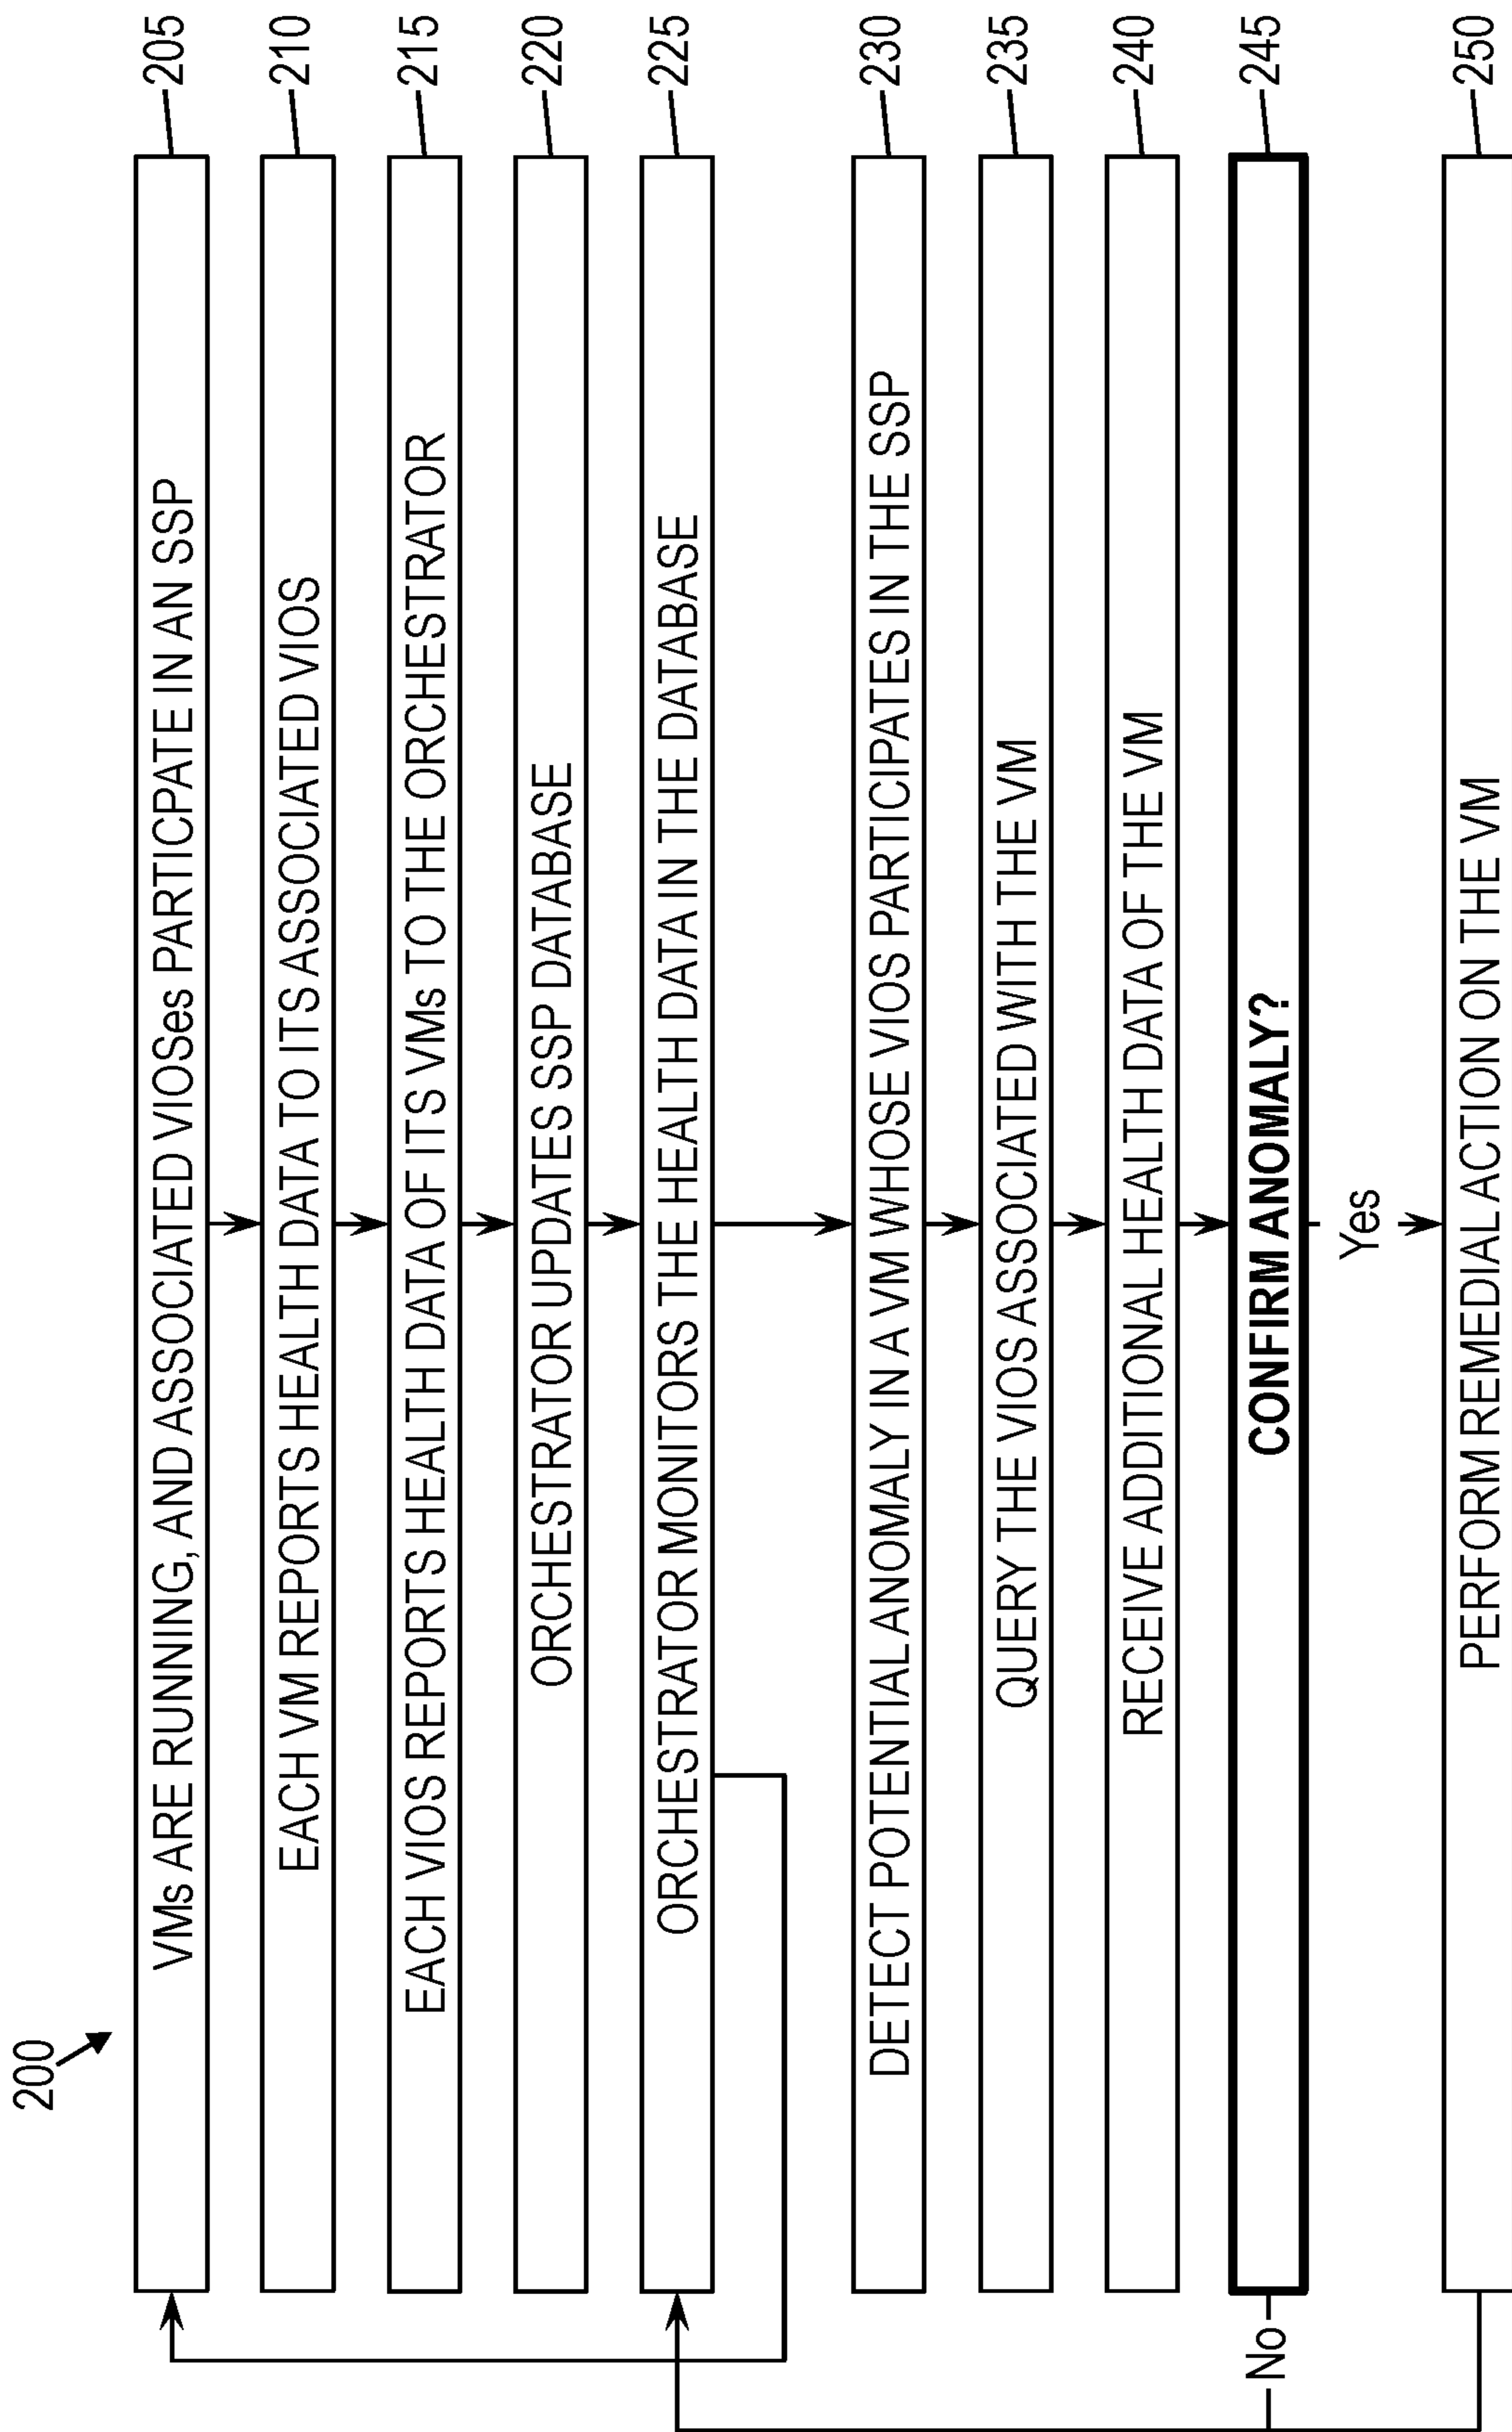 200
VMs ARE RUNNING, AND ASSOCIATED VIOSes PARTICPATE IN AN SSP
205
EACH VM REPORTS HEALTH DATA TO ITS ASSOCIATED VIOS
210
EACH VIOS REPORTS HEALTH DATA OF ITS VMs TO THE ORCHESTRATOR
215
ORCHESTRATOR UPDATES SSP DATABASE
220
ORCHESTRATOR MONITORS THE HEALTH DATA IN THE DATABASE
225
DETECT POTENTIAL ANOMALY IN A VM WHOSE VIOS PARTICIPATES IN THE SSP
230
QUERY THE VIOS ASSOCIATED WITH THE VM
235
RECEIVE ADDITIONAL HEALTH DATA OF THE VM
240
CONFIRM ANOMALY?
245
No
Yes
PERFORM REMEDIAL ACTION ON THE VM
250